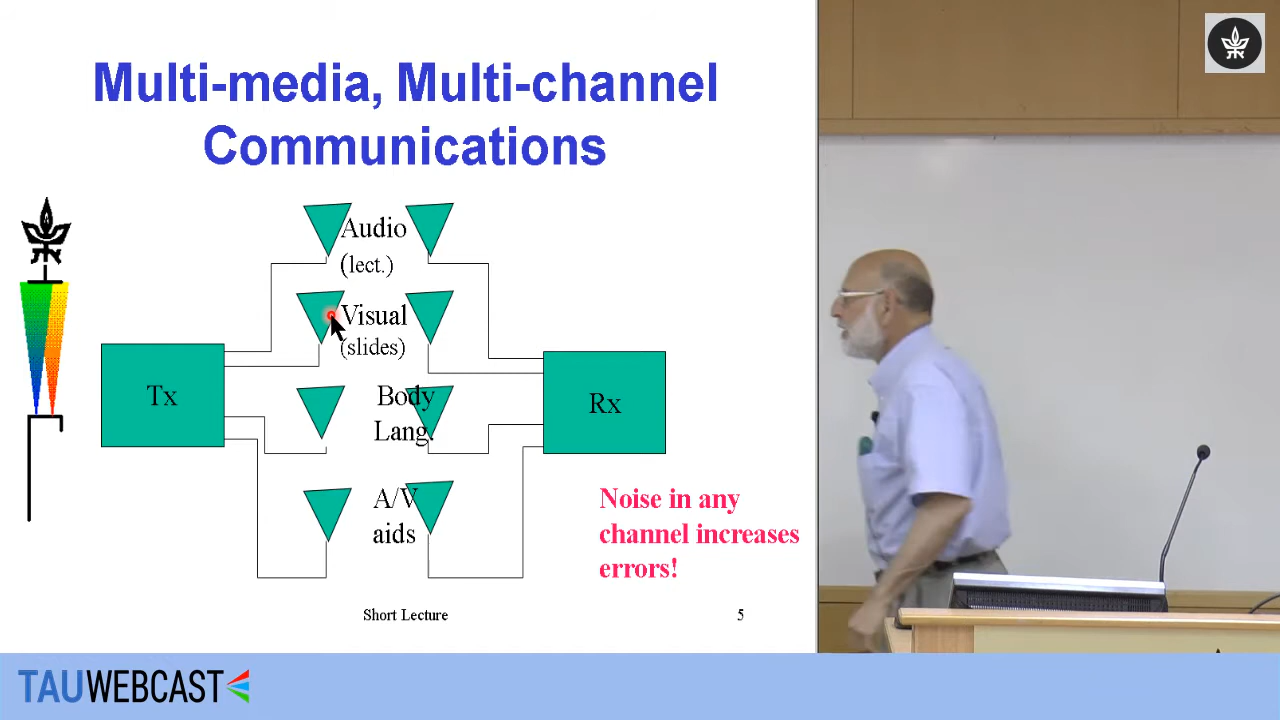 Multi-media, Multi-channel
Communications
Audio
(lect.)
Visual
(slides)
Tx
Body
Lang.
Rx
A/V
aids
Noise in any
channel increases
errors!
Short Lecture
5
TAUWEBCAST